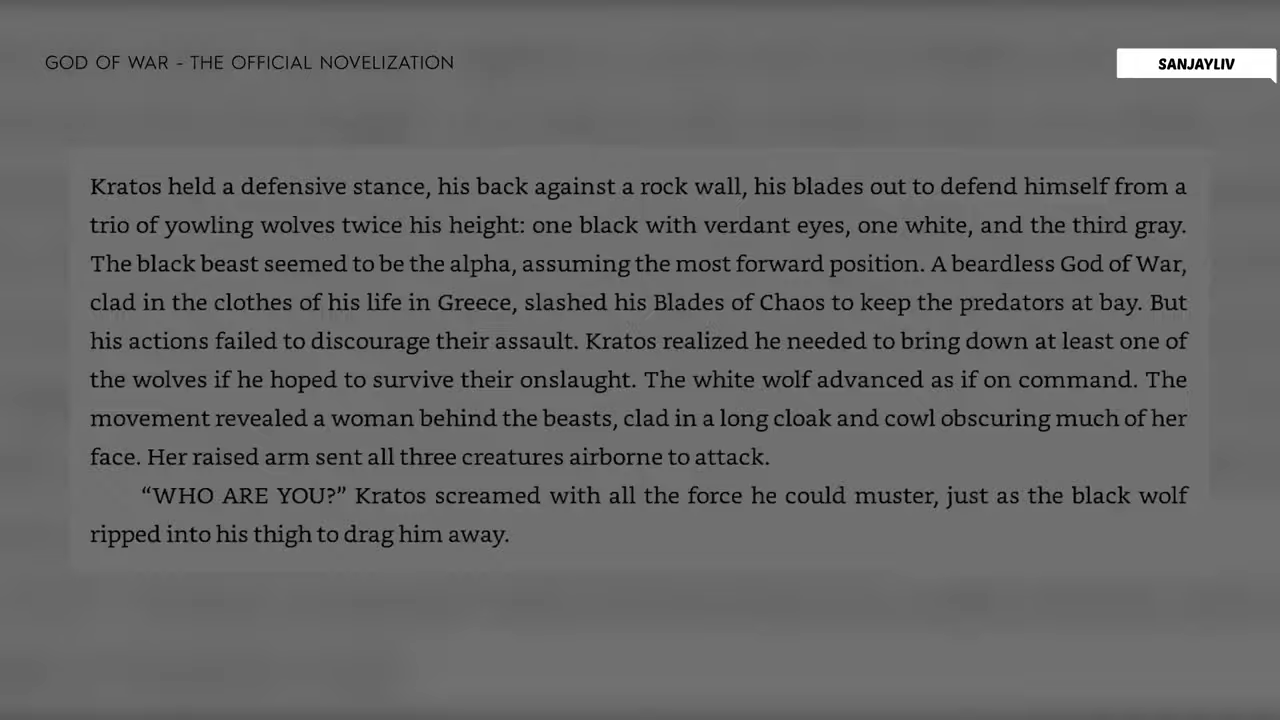 GOD OF WAR - THE OFFICIAL NOVELIZATION
SANJAYLIV
Kratos held a defensive stance, his back against a rock wall, his blades out to defend himself from a
trio of yowling wolves twice his height: one black with verdant eyes, one white, and the third gray.
The black beast seemed to be the alpha, assuming the most forward position. A beardless God of War,
clad in the clothes of his life in Greece, slashed his Blades of Chaos to keep the predators at bay. But
his actions failed to discourage their assault. Kratos realized he needed to bring down at least one of
the wolves if he hoped to survive their onslaught. The white wolf advanced as if on command. The
movement revealed a woman behind the beasts, clad in a long cloak and cowl obscuring much of her
face. Her raised arm sent all three creatures airborne to attack.
“WHO ARE YOU?” Kratos screamed with all the force he could muster, just as the black wolf
ripped into his thigh to drag him away.